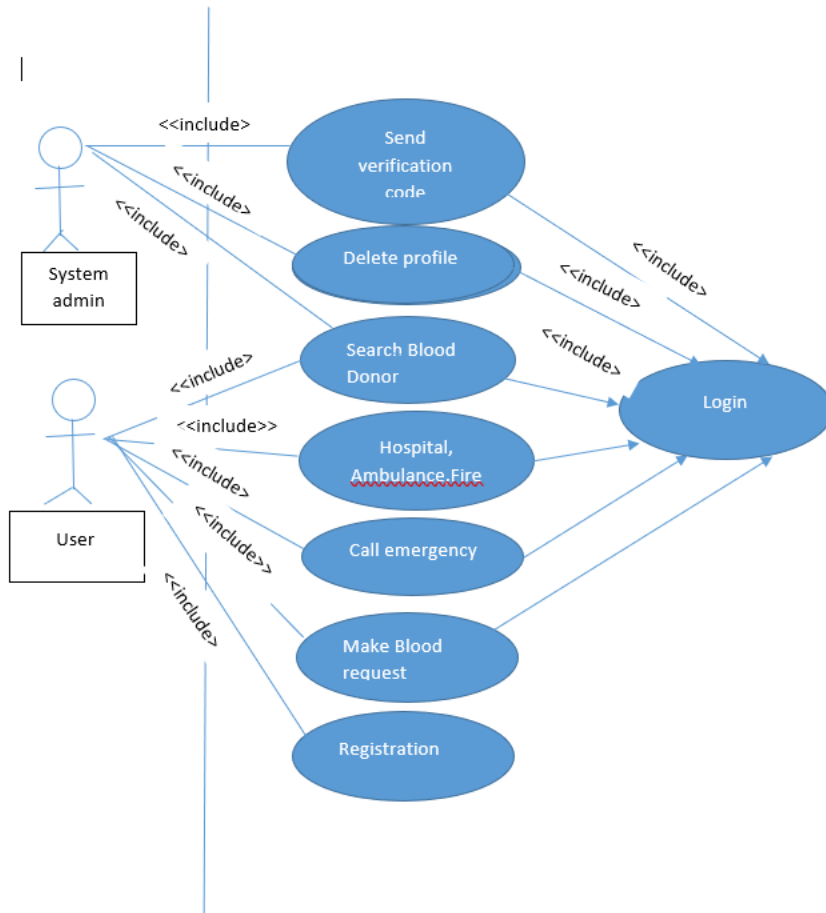 <<include>
Send
verification
code
<<include>
<<include>
System
admin
Delete profile
<<include>
<<include>
<<include>
Search Blood
Donor
<<include>
Login
<<include>>
Hospital,
Ambulance,Fire
<<include>
User
<<include>>
Call emergency
<<include>
Make Blood
request
Registration